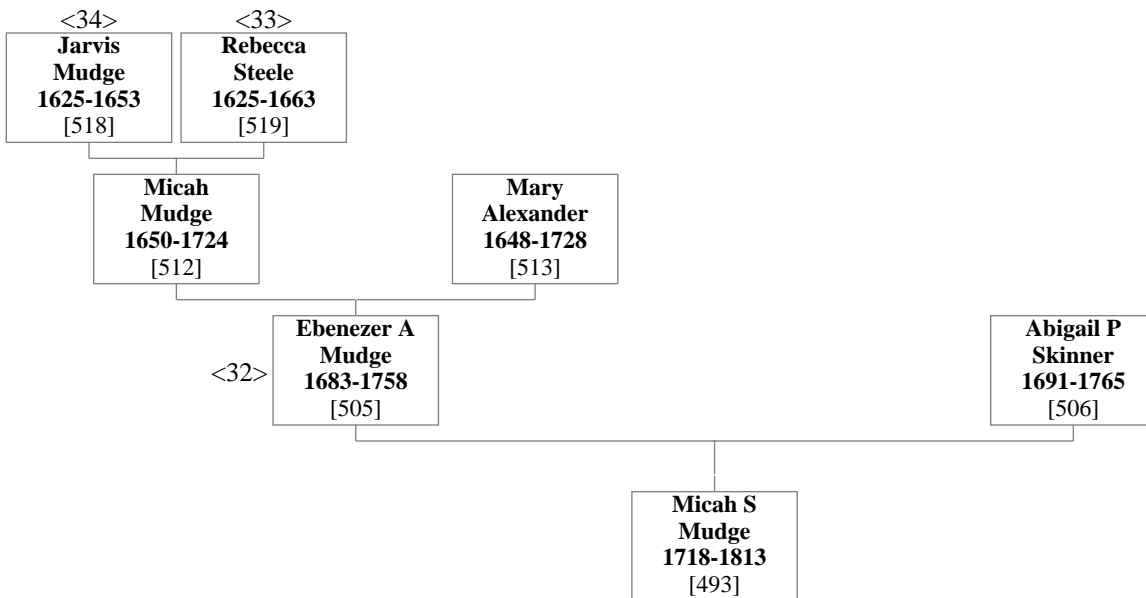 <34>
<33>
Jarvis
Mudge
1625-1653
[518]
Rebecca
Steele
1625-1663
[519]
Micah
Mudge
1650-1724
[512]
Mary
Alexander
1648-1728
[513]
<32>
Ebenezer A
Mudge
1683-1758
[505]
Abigail P
Skinner
1691-1765
[506]
Micah S
Mudge
1718-1813
[493]